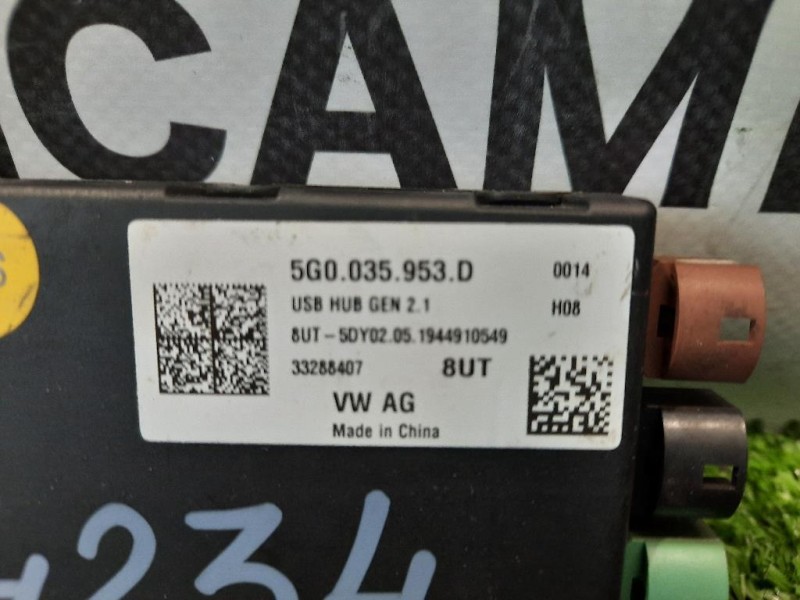 CAM
5G0.035.953.D 0014
USB HUB GEN 2.1 H08
8UT-5DY02.05.1944910549
33288407 8UT
VW AG
Made in China
234